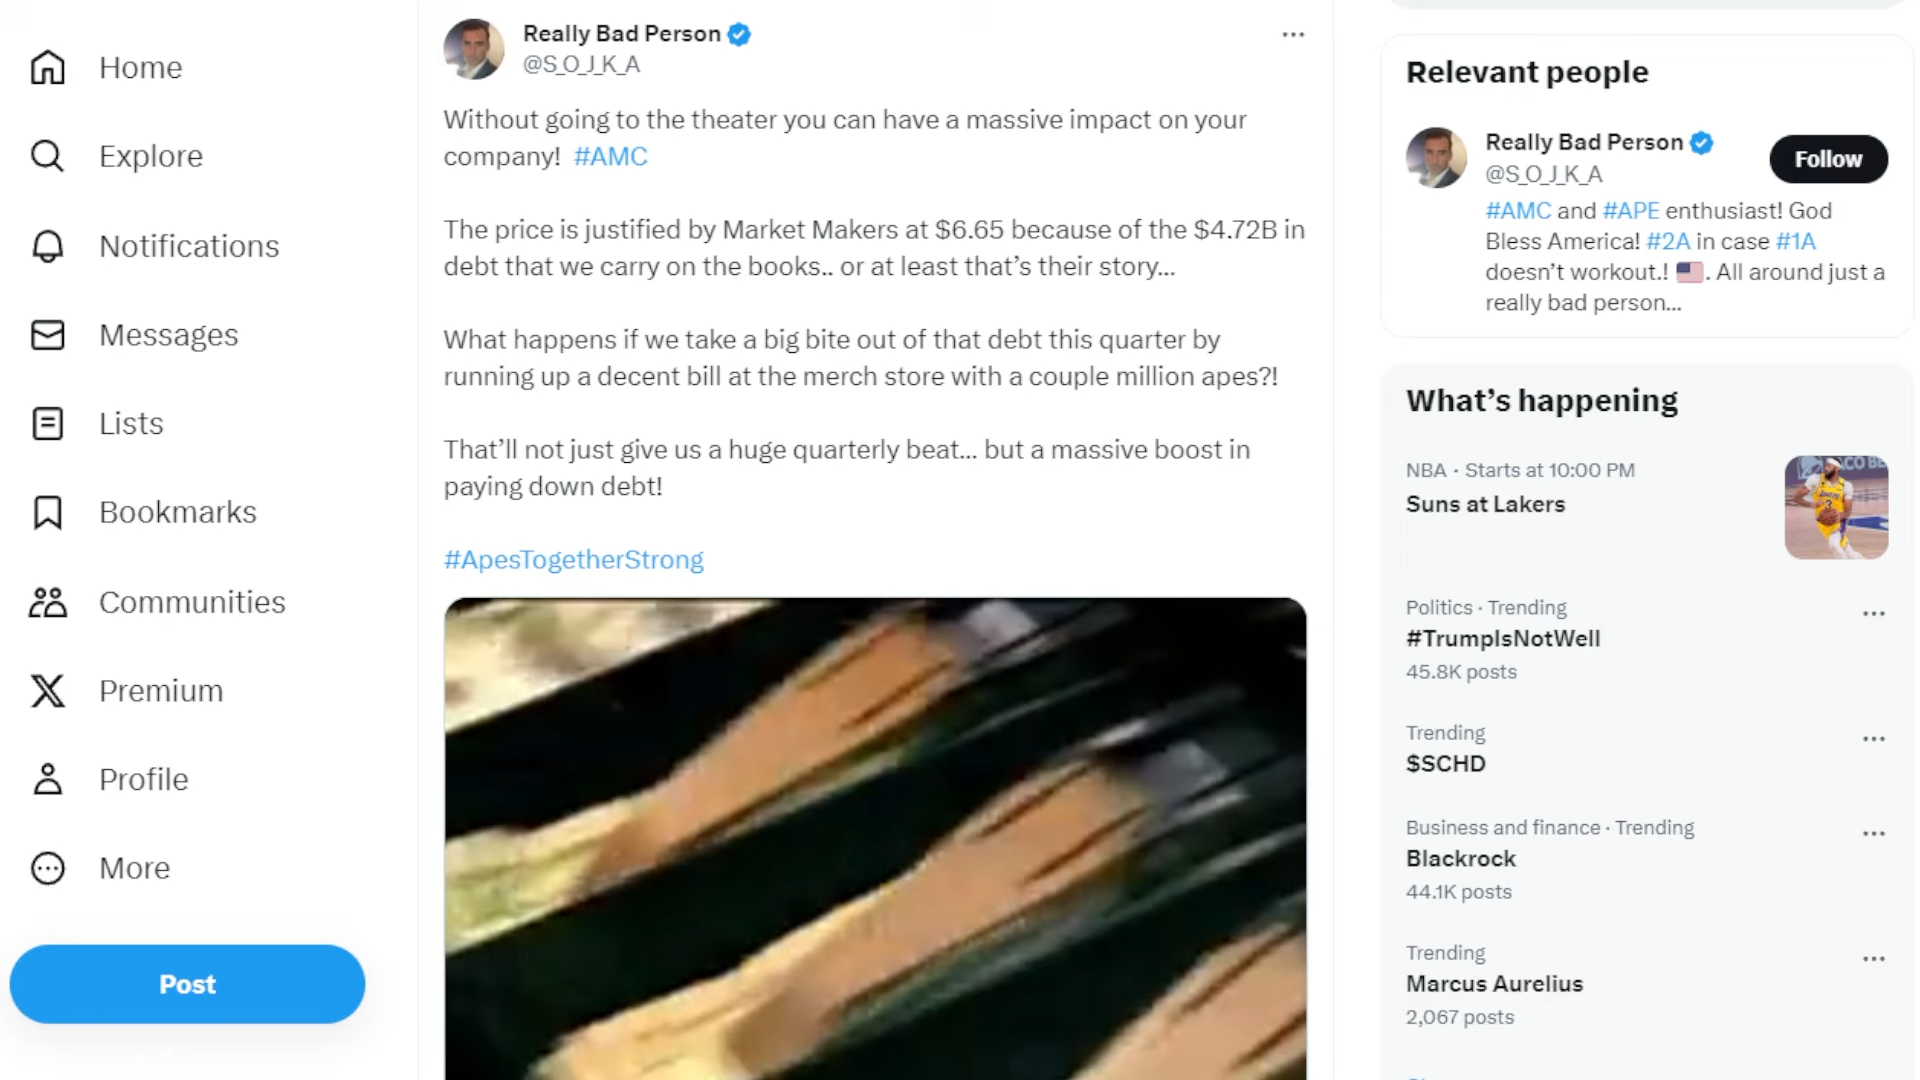 Home
Explore
Notifications
Messages
Lists
Bookmarks
Communities
Premium
Profile
More
Post
Really Bad Person
@S_O_J_K_A
Without going to the theater you can have a massive impact on your
company! #AMC
The price is justified by Market Makers at $6.65 because of the $4.72B in
debt that we carry on the books.. or at least that’s their story...
What happens if we take a big bite out of that debt this quarter by
running up a decent bill at the merch store with a couple million apes?!
That’ll not just give us a huge quarterly beat... but a massive boost in
paying down debt!
#ApesTogetherStrong
Relevant people
Really Bad Person
@S_O_J_K_A
Follow
#AMC and #APE enthusiast! God
Bless America! #2A in case #1A
doesn’t workout.! 🇺🇸. All around just a
really bad person...
What’s happening
NBA · Starts at 10:00 PM
Suns at Lakers
Politics · Trending
#TrumpIsNotWell
45.8K posts
Trending
$SCHD
Business and finance · Trending
Blackrock
44.1K posts
Trending
Marcus Aurelius
2,067 posts